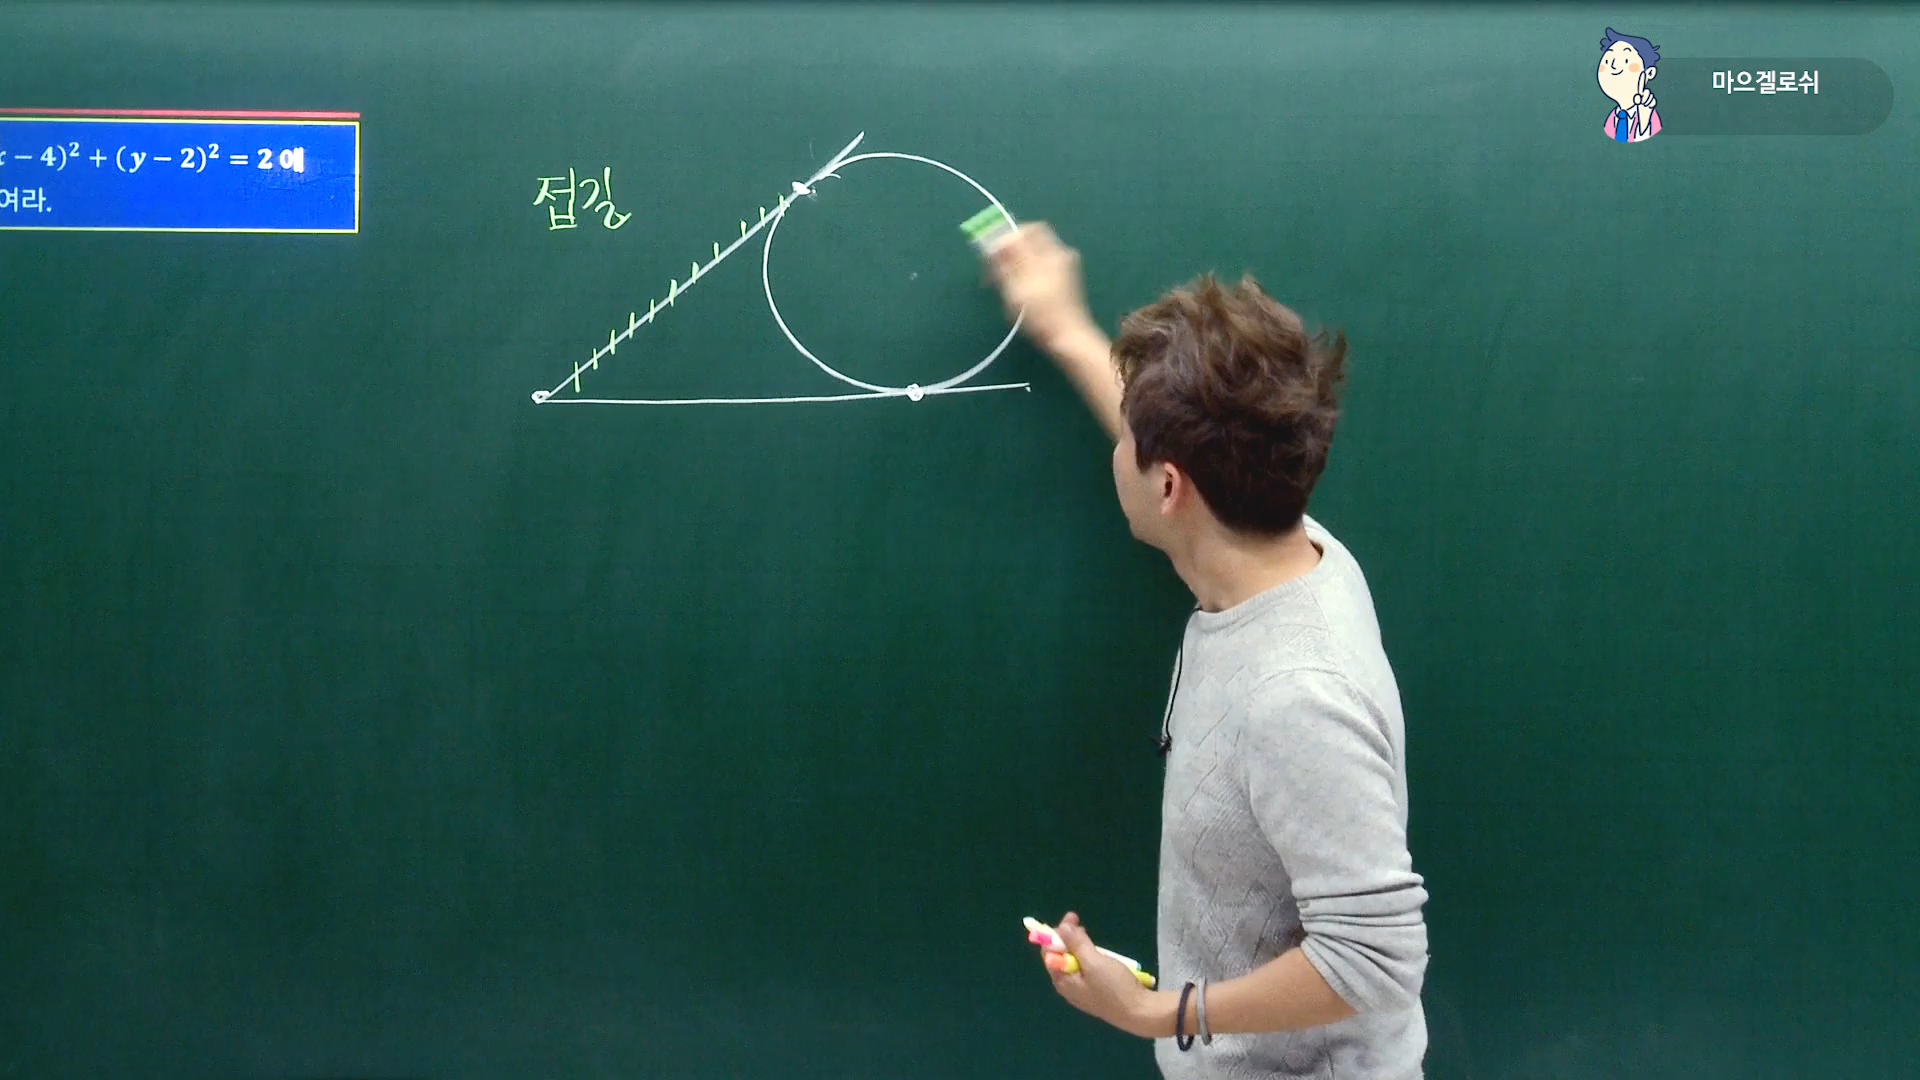 - 4)² + (y - 2)² = 2 에
여라.
접길
마으겔로쉬